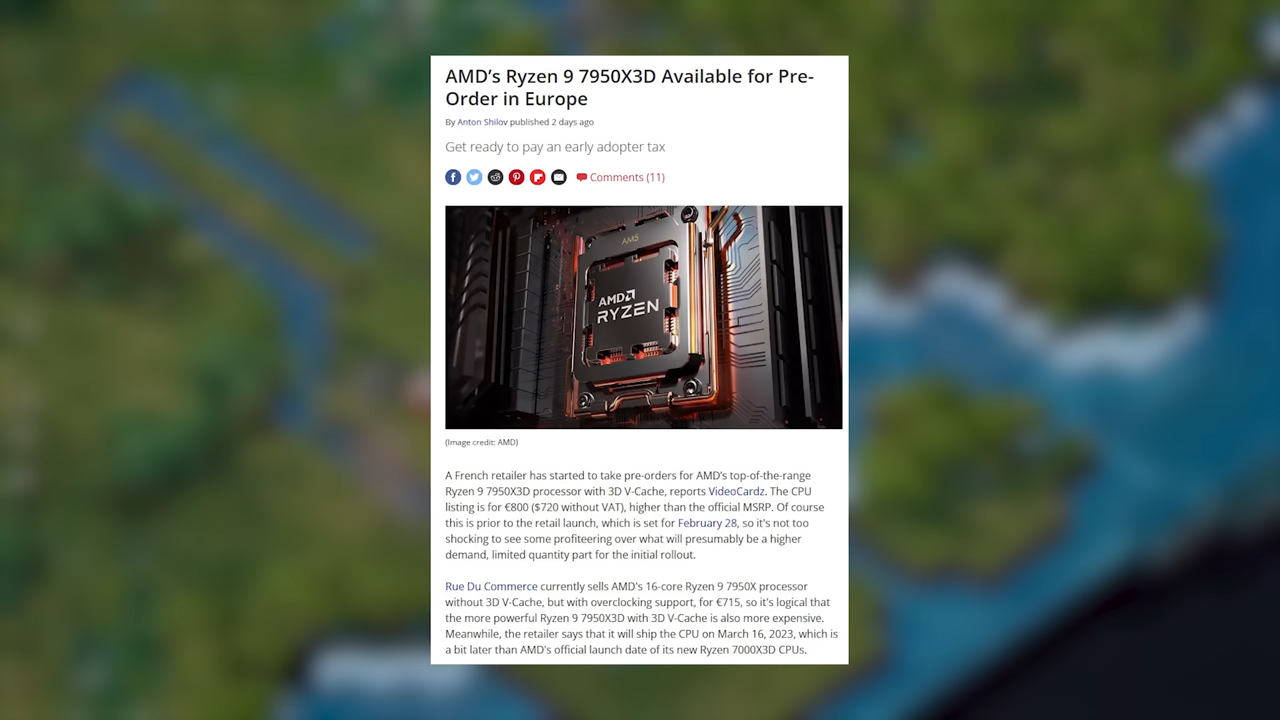 AMD’s Ryzen 9 7950X3D Available for Pre-
Order in Europe
By Anton Shilov published 2 days ago
Get ready to pay an early adopter tax
Comments (11)
AM5
AMD
RYZEN
(Image credit: AMD)
A French retailer has started to take pre-orders for AMD’s top-of-the-range
Ryzen 9 7950X3D processor with 3D V-Cache, reports VideoCardz. The CPU
listing is for €800 ($720 without VAT), higher than the official MSRP. Of course
this is prior to the retail launch, which is set for February 28, so it's not too
shocking to see some profiteering over what will presumably be a higher
demand, limited quantity part for the initial rollout.
Rue Du Commerce currently sells AMD's 16-core Ryzen 9 7950X processor
without 3D V-Cache, but with overclocking support, for €715, so it's logical that
the more powerful Ryzen 9 7950X3D with 3D V-Cache is also more expensive.
Meanwhile, the retailer says that it will ship the CPU on March 16, 2023, which is
a bit later than AMD's official launch date of its new Ryzen 7000X3D CPUs.